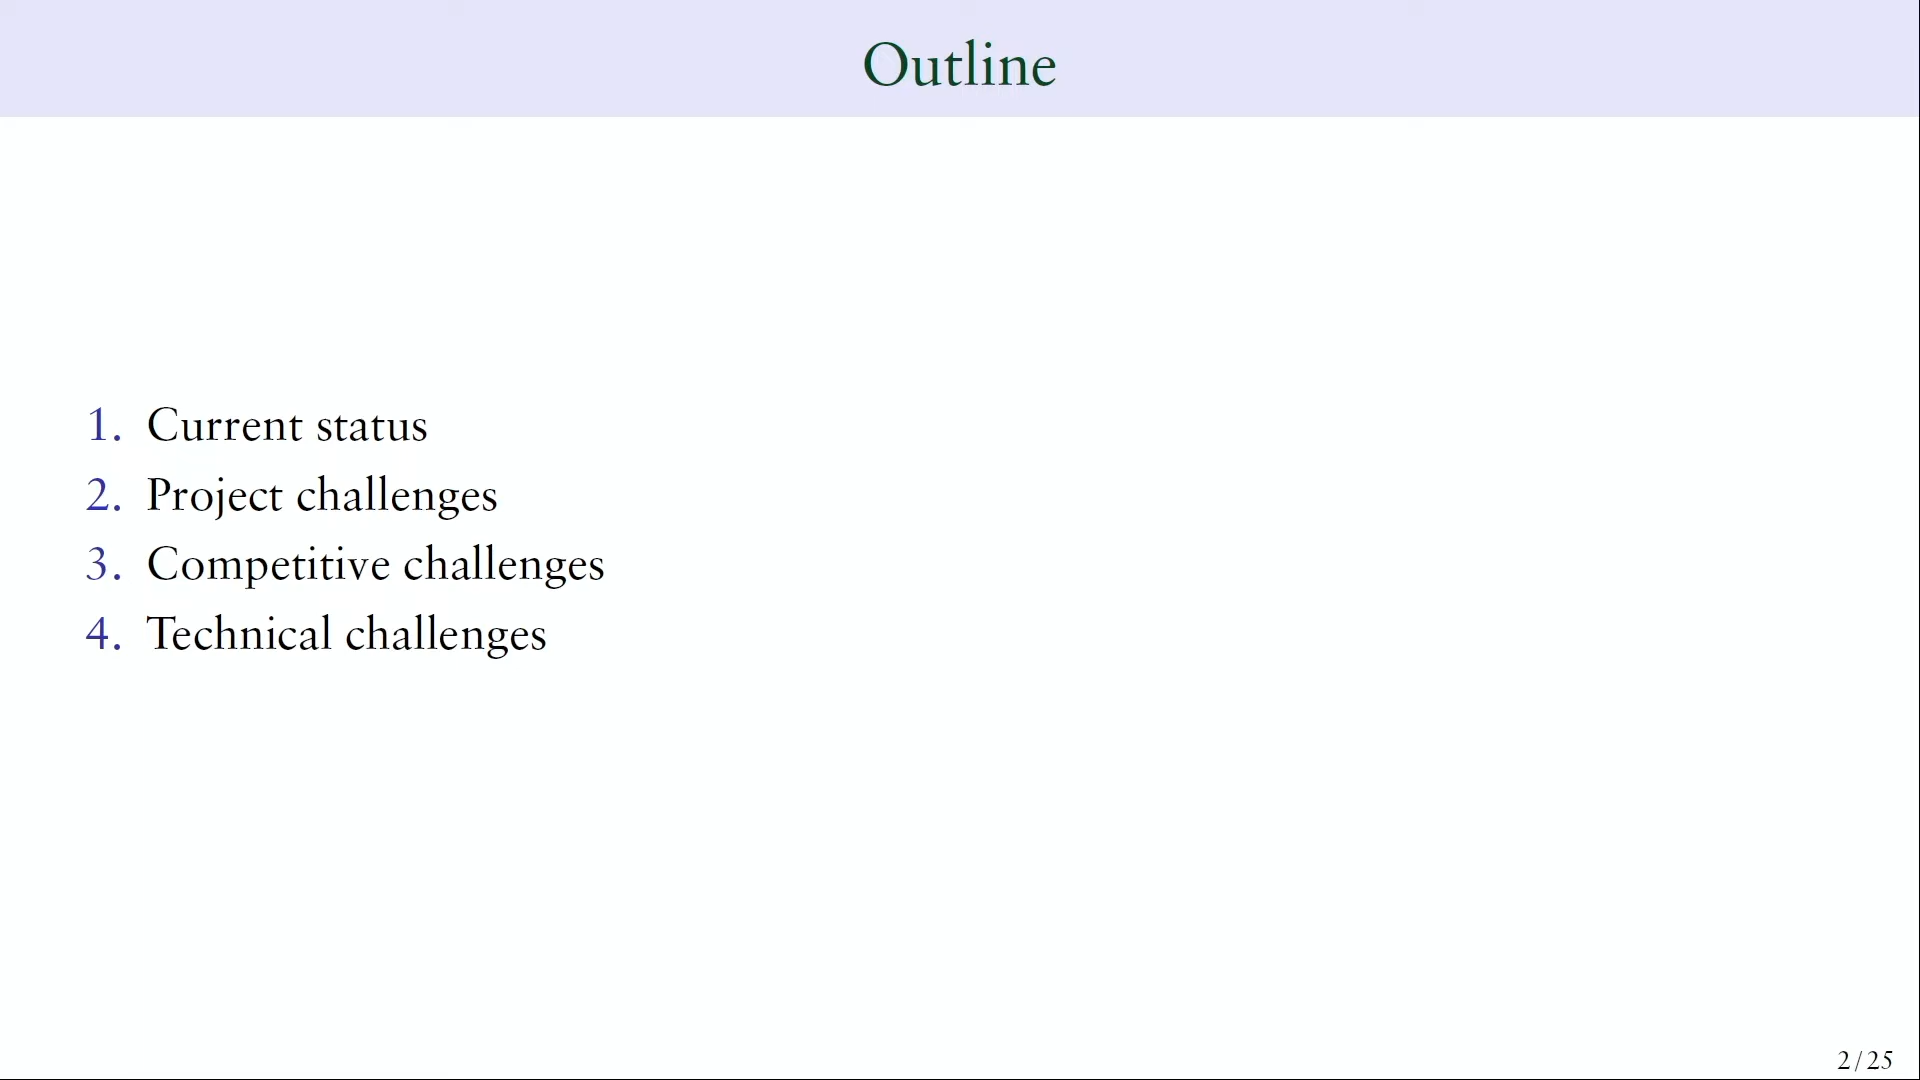 Outline
1. Current status
2. Project challenges
3. Competitive challenges
4. Technical challenges
2/25